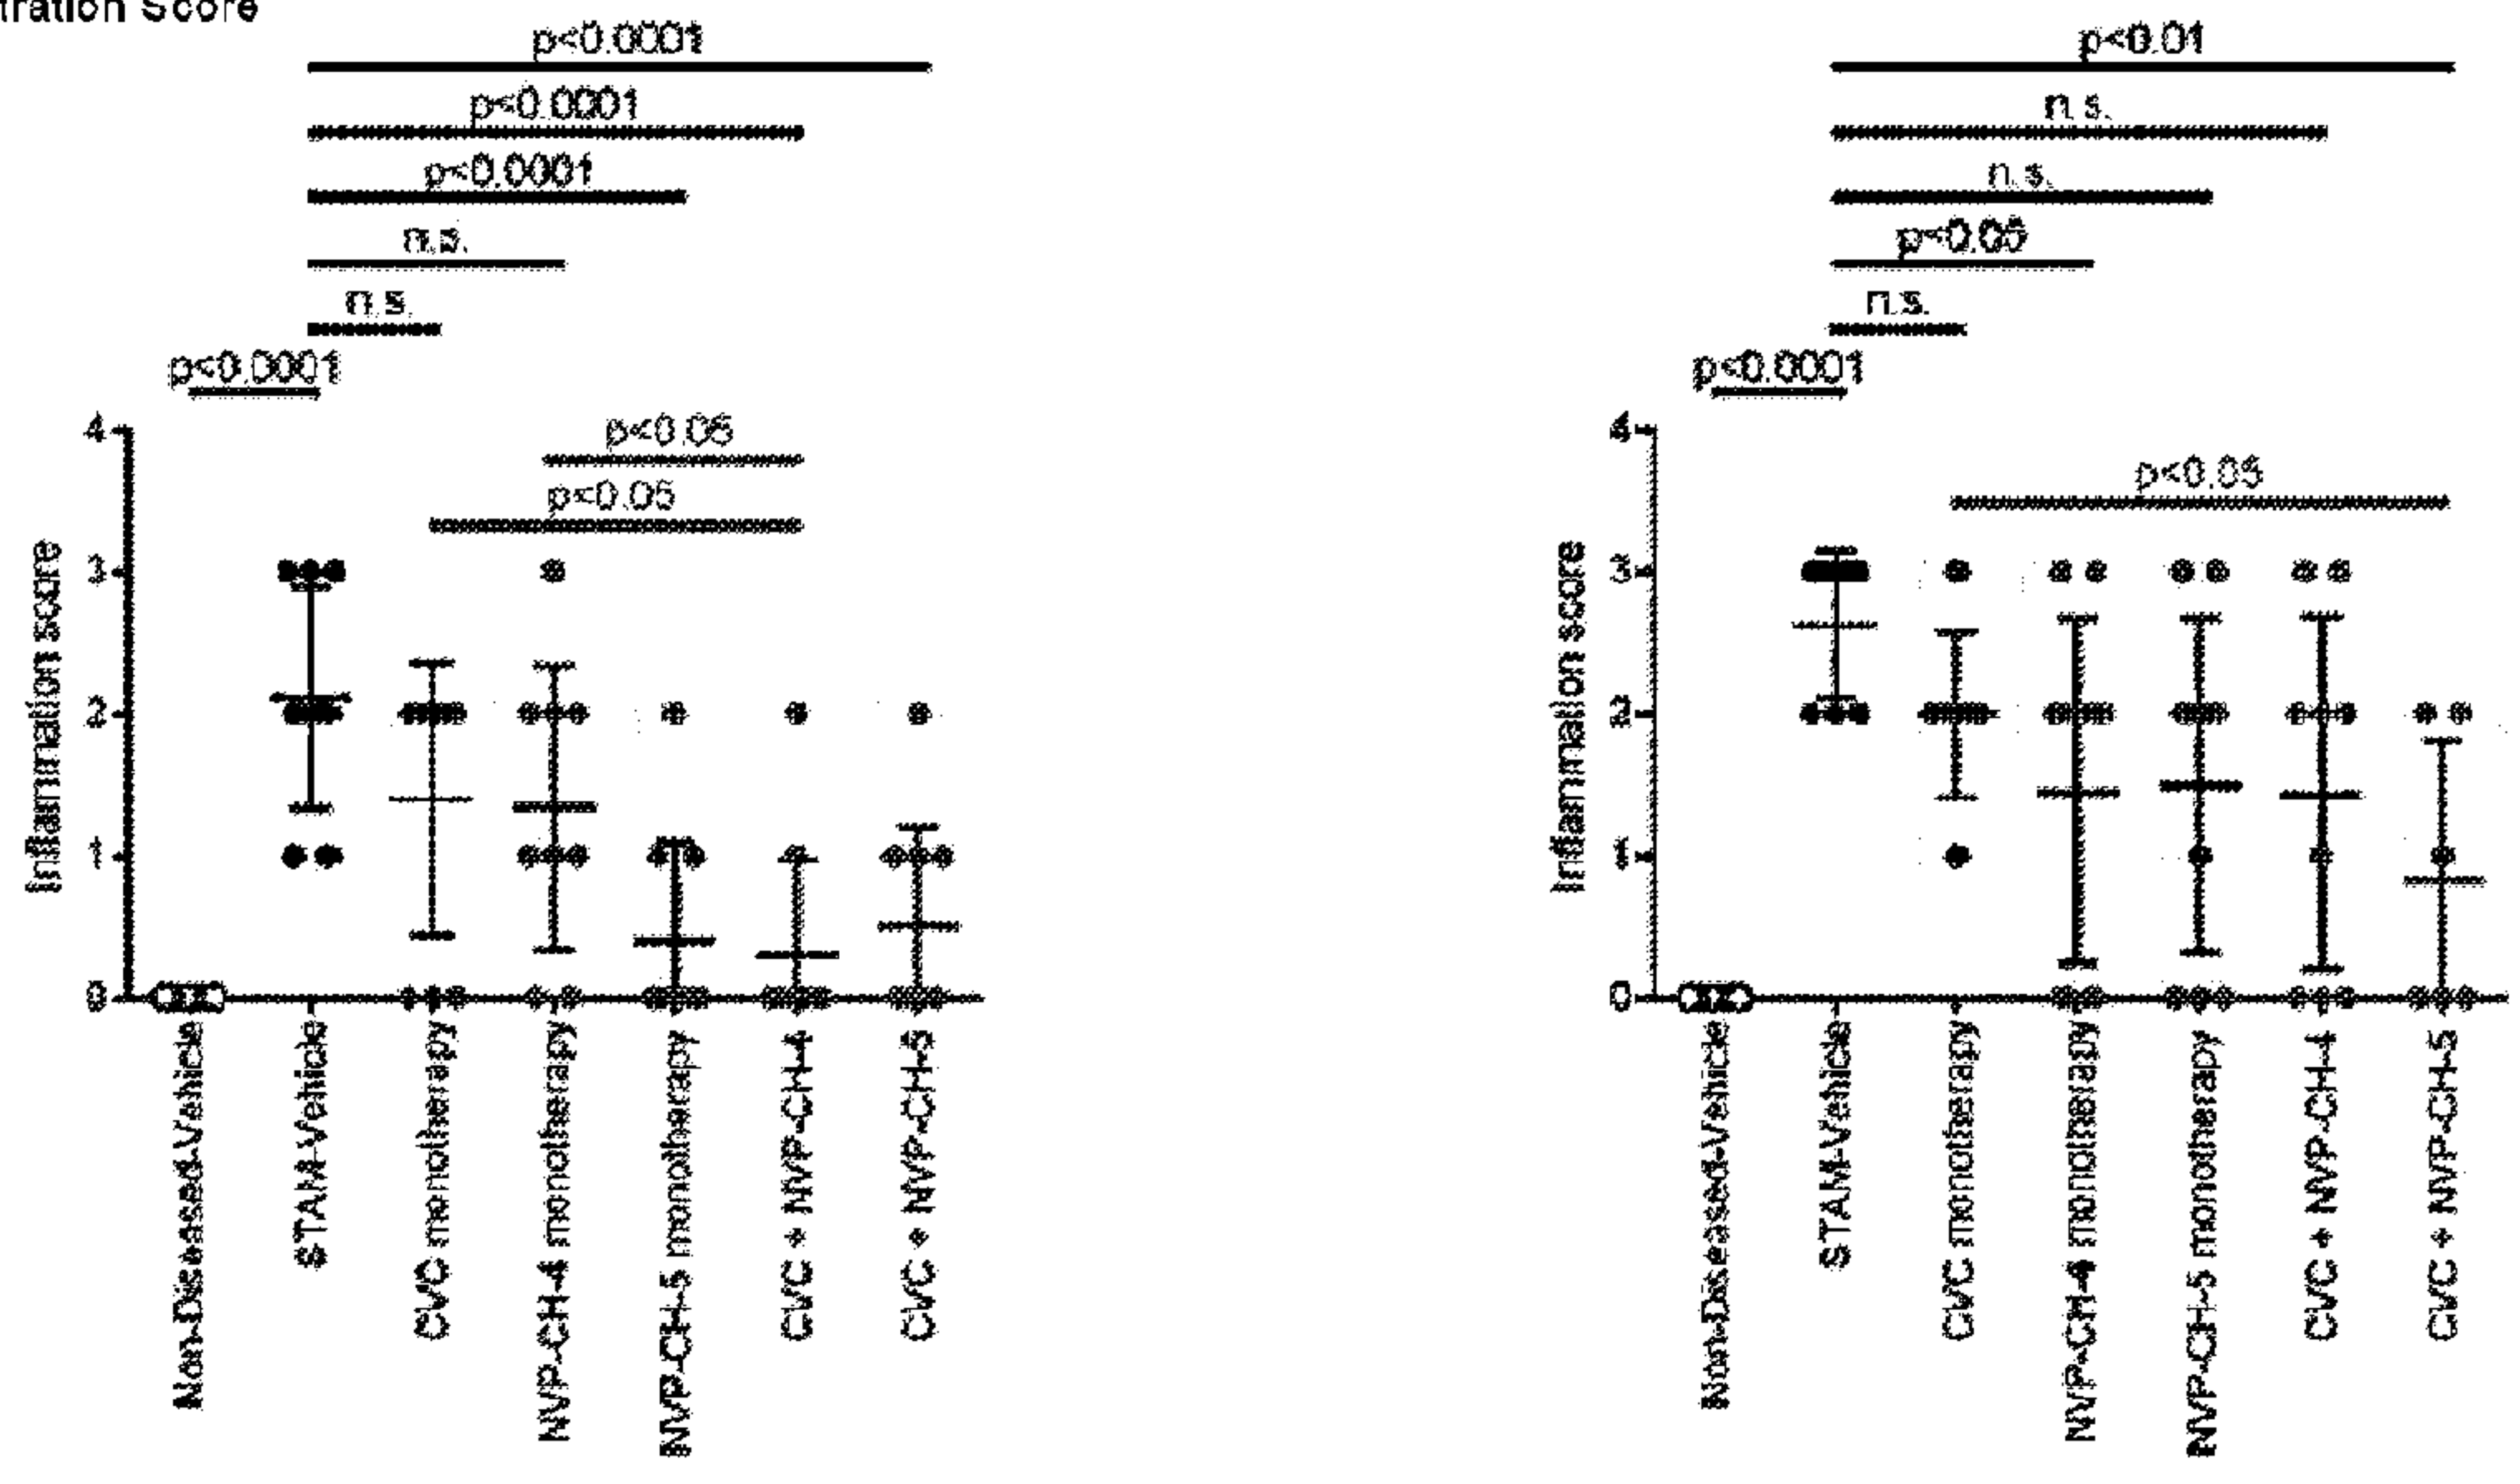 tration Score
p<0.0001
p<0.0001
p<0.0001
n.s.
n.s.
p<0.0001
p<0.05
p<0.05
4
3
2
1
0
Inflammation score
Non-Diseased-Vehicle
STAM-Vehicle
CVC monotherapy
NVP-CH-4 monotherapy
NVP-CH-5 monotherapy
CVC + NVP-CH-4
CVC + NVP-CH-5
p<0.01
n.s.
n.s.
p<0.05
n.s.
p<0.0001
p<0.05
4
3
2
1
0
Inflammation score
Non-Diseased-Vehicle
STAM-Vehicle
CVC monotherapy
NVP-CH-4 monotherapy
NVP-CH-5 monotherapy
CVC + NVP-CH-4
CVC + NVP-CH-5